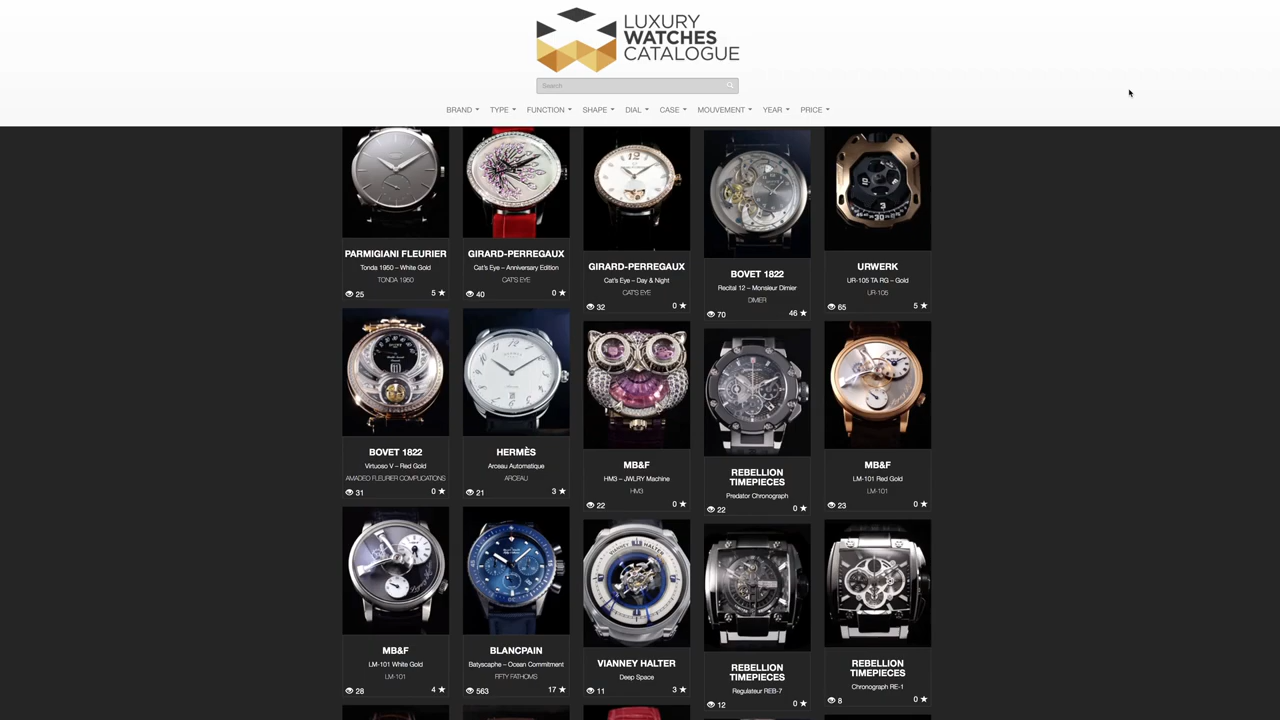 LUXURY
WATCHES
CATALOGUE
Search
BRAND TYPE FUNCTION SHAPE DIAL CASE MOUVEMENT YEAR PRICE
PARMIGIANI FLEURIER
Tonda 1950 – White Gold
TONDA 1950
25 5
GIRARD-PERREGAUX
Cat's Eye – Anniversary Edition
CAT'S EYE
40 0
GIRARD-PERREGAUX
Cat's Eye – Day & Night
CAT'S EYE
32 0
BOVET 1822
Recital 12 – Monsieur Dimier
DIMIER
70 46
URWERK
UR-105 TA RG – Gold
UR-105
65 5
BOVET 1822
Virtuoso V – Red Gold
AMADEO FLEURIER COMPLICATIONS
31 0
HERMÈS
Arceau Automatique
ARCEAU
21 3
MB&F
HM3 – JWLRY Machine
HM3
22 0
REBELLION
TIMEPIECES
Predator Chronograph
22 0
MB&F
LM-101 Red Gold
LM-101
23 0
MB&F
LM-101 White Gold
LM-101
28 4
BLANCPAIN
Batyscaphe – Ocean Commitment
FIFTY FATHOMS
563 17
VIANNEY HALTER
VIANNEY HALTER
Deep Space
11 3
REBELLION
TIMEPIECES
Regulateur REB-7
12 0
REBELLION
TIMEPIECES
Chronograph RE-1
8 0